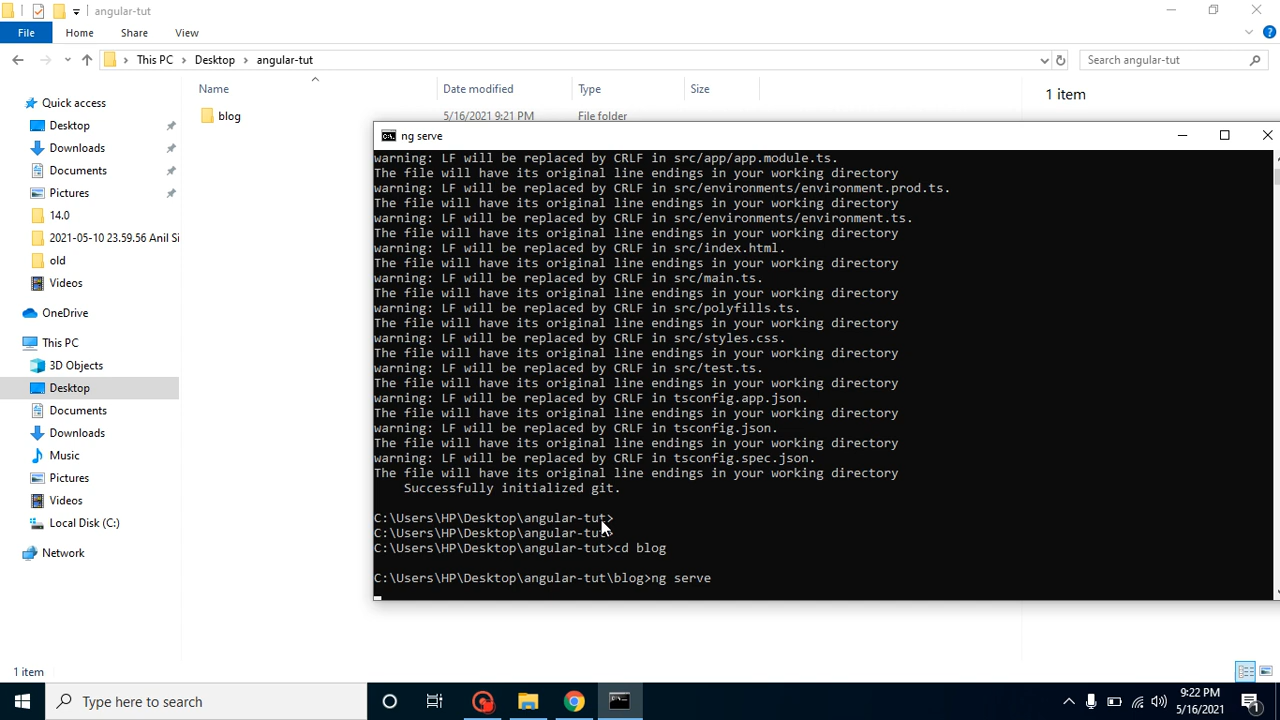 angular-tut
File Home Share View
This PC Desktop angular-tut
Search angular-tut
Name Date modified Type Size
1 item
blog 5/16/2021 9:21 PM File folder
Quick access
Desktop
Downloads
Documents
Pictures
14.0
2021-05-10 23.59.56 Anil Si
old
Videos
OneDrive
This PC
3D Objects
Desktop
Documents
Downloads
Music
Pictures
Videos
Local Disk (C:)
Network
1 item
ng serve
warning: LF will be replaced by CRLF in src/app/app.module.ts.
The file will have its original line endings in your working directory
warning: LF will be replaced by CRLF in src/environments/environment.prod.ts.
The file will have its original line endings in your working directory
warning: LF will be replaced by CRLF in src/environments/environment.ts.
The file will have its original line endings in your working directory
warning: LF will be replaced by CRLF in src/index.html.
The file will have its original line endings in your working directory
warning: LF will be replaced by CRLF in src/main.ts.
The file will have its original line endings in your working directory
warning: LF will be replaced by CRLF in src/polyfills.ts.
The file will have its original line endings in your working directory
warning: LF will be replaced by CRLF in src/styles.css.
The file will have its original line endings in your working directory
warning: LF will be replaced by CRLF in src/test.ts.
The file will have its original line endings in your working directory
warning: LF will be replaced by CRLF in tsconfig.app.json.
The file will have its original line endings in your working directory
warning: LF will be replaced by CRLF in tsconfig.json.
The file will have its original line endings in your working directory
warning: LF will be replaced by CRLF in tsconfig.spec.json.
The file will have its original line endings in your working directory
Successfully initialized git.
C:\Users\HP\Desktop\angular-tut>
C:\Users\HP\Desktop\angular-tut>
C:\Users\HP\Desktop\angular-tut>cd blog
C:\Users\HP\Desktop\angular-tut\blog>ng serve
Type here to search
9:22 PM
5/16/2021
1